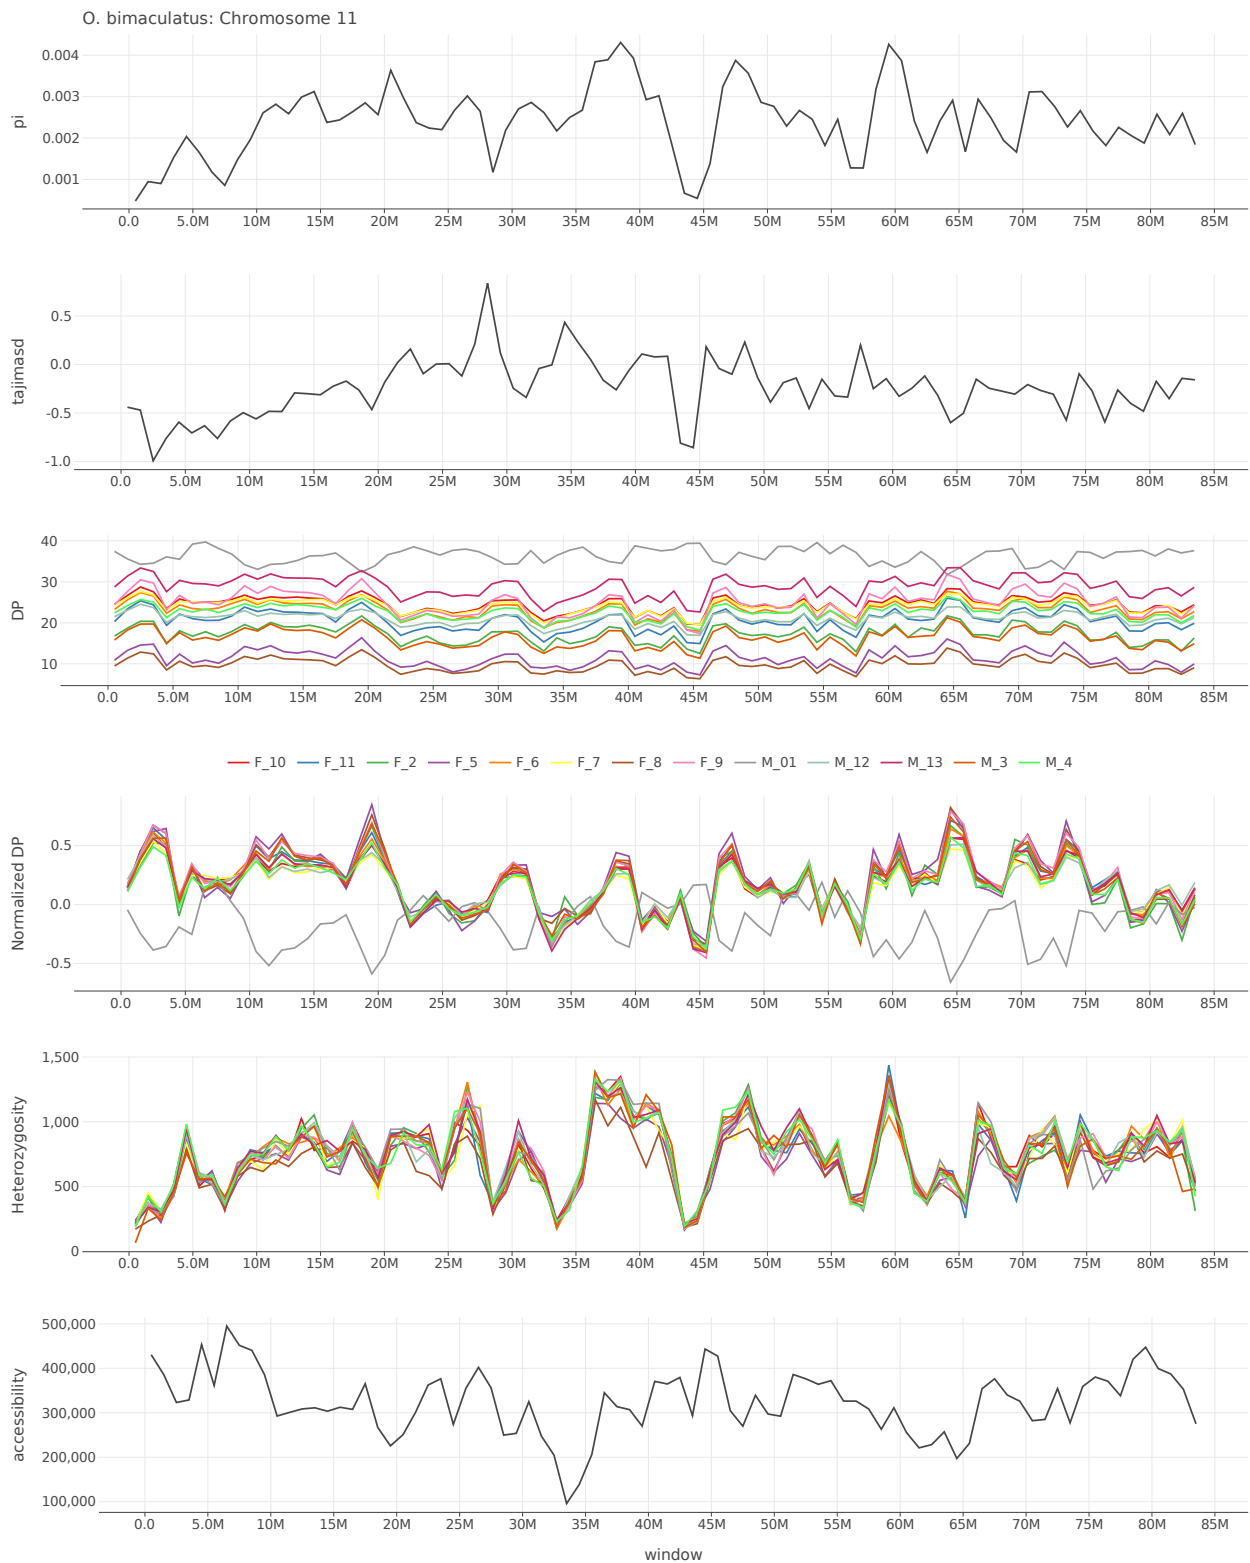 O. bimaculatus: Chromosome 11
pi
0.004
0.003
0.002
0.001
0.0 5.0M 10M 15M 20M 25M 30M 35M 40M 45M 50M 55M 60M 65M 70M 75M 80M 85M
tajimasd
0.5
0.0
-0.5
-1.0
0.0 5.0M 10M 15M 20M 25M 30M 35M 40M 45M 50M 55M 60M 65M 70M 75M 80M 85M
DP
40
30
20
10
0.0 5.0M 10M 15M 20M 25M 30M 35M 40M 45M 50M 55M 60M 65M 70M 75M 80M 85M
F_10 F_11 F_2 F_5 F_6 F_7 F_8 F_9 M_01 M_12 M_13 M_3 M_4
Normalized DP
0.5
0.0
-0.5
0.0 5.0M 10M 15M 20M 25M 30M 35M 40M 45M 50M 55M 60M 65M 70M 75M 80M 85M
Heterozygosity
1,500
1,000
500
0
0.0 5.0M 10M 15M 20M 25M 30M 35M 40M 45M 50M 55M 60M 65M 70M 75M 80M 85M
accessibility
500,000
400,000
300,000
200,000
100,000
0.0 5.0M 10M 15M 20M 25M 30M 35M 40M 45M 50M 55M 60M 65M 70M 75M 80M 85M
window